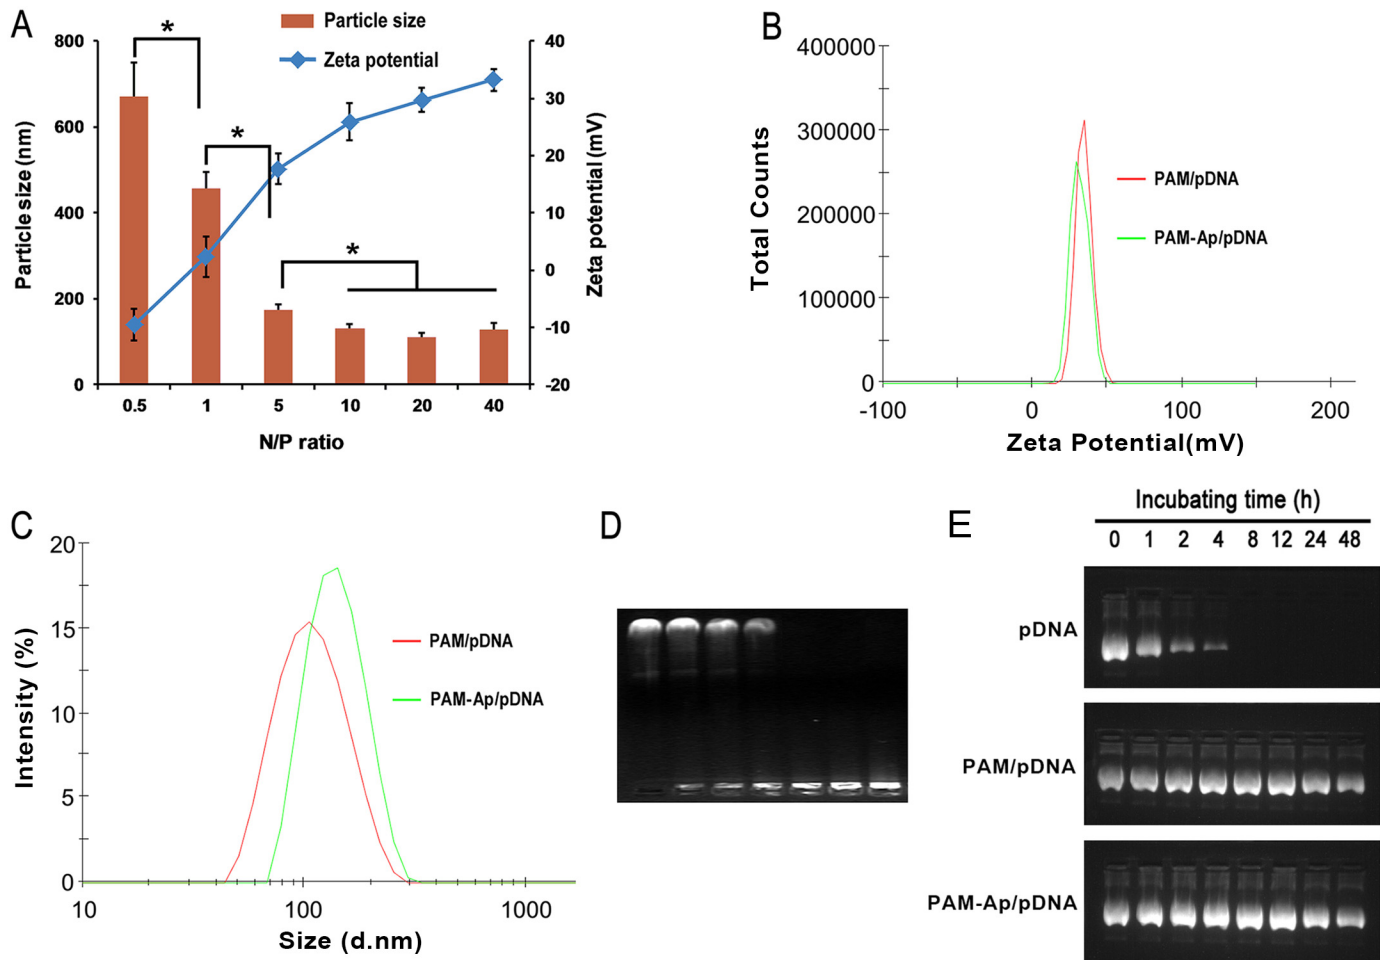 A
Particle size
Zeta potential
*
*
*
800
600
400
200
0
Particle size (nm)
40
30
20
10
0
-10
-20
Zeta potential (mV)
0.5 1 5 10 20 40
N/P ratio
B
400000
300000
200000
100000
0
Total Counts
PAM/pDNA
PAM-Ap/pDNA
-100 0 100 200
Zeta Potential(mV)
C
20
15
10
5
0
Intensity (%)
PAM/pDNA
PAM-Ap/pDNA
10 100 1000
Size (d.nm)
D
E
Incubating time (h)
0 1 2 4 8 12 24 48
pDNA
PAM/pDNA
PAM-Ap/pDNA